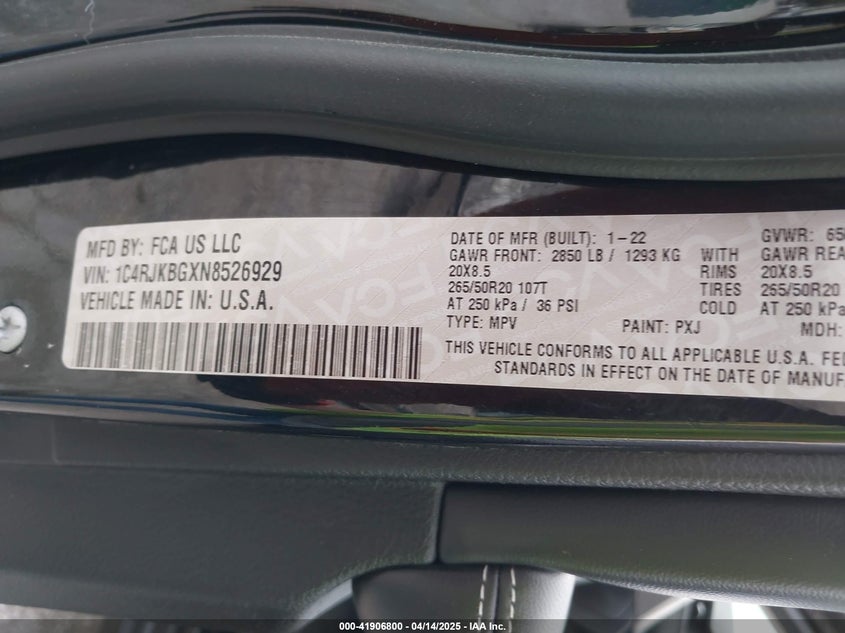 MFD BY: FCA US LLC
VIN: 1C4RJKBGXN8526929
VEHICLE MADE IN: U.S.A.
DATE OF MFR (BUILT): 1-22
GVWR: 650
GAWR FRONT: 2850 LB / 1293 KG WITH GAWR REA
20X8.5 RIMS 20X8.5
265/50R20 107T TIRES 265/50R20
AT 250 kPa / 36 PSI COLD AT 250 kPa
TYPE: MPV PAINT: PXJ MDH:
THIS VEHICLE CONFORMS TO ALL APPLICABLE U.S.A. FED
STANDARDS IN EFFECT ON THE DATE OF MANUF
000-41906800 - 04/14/2025 - IAA Inc.